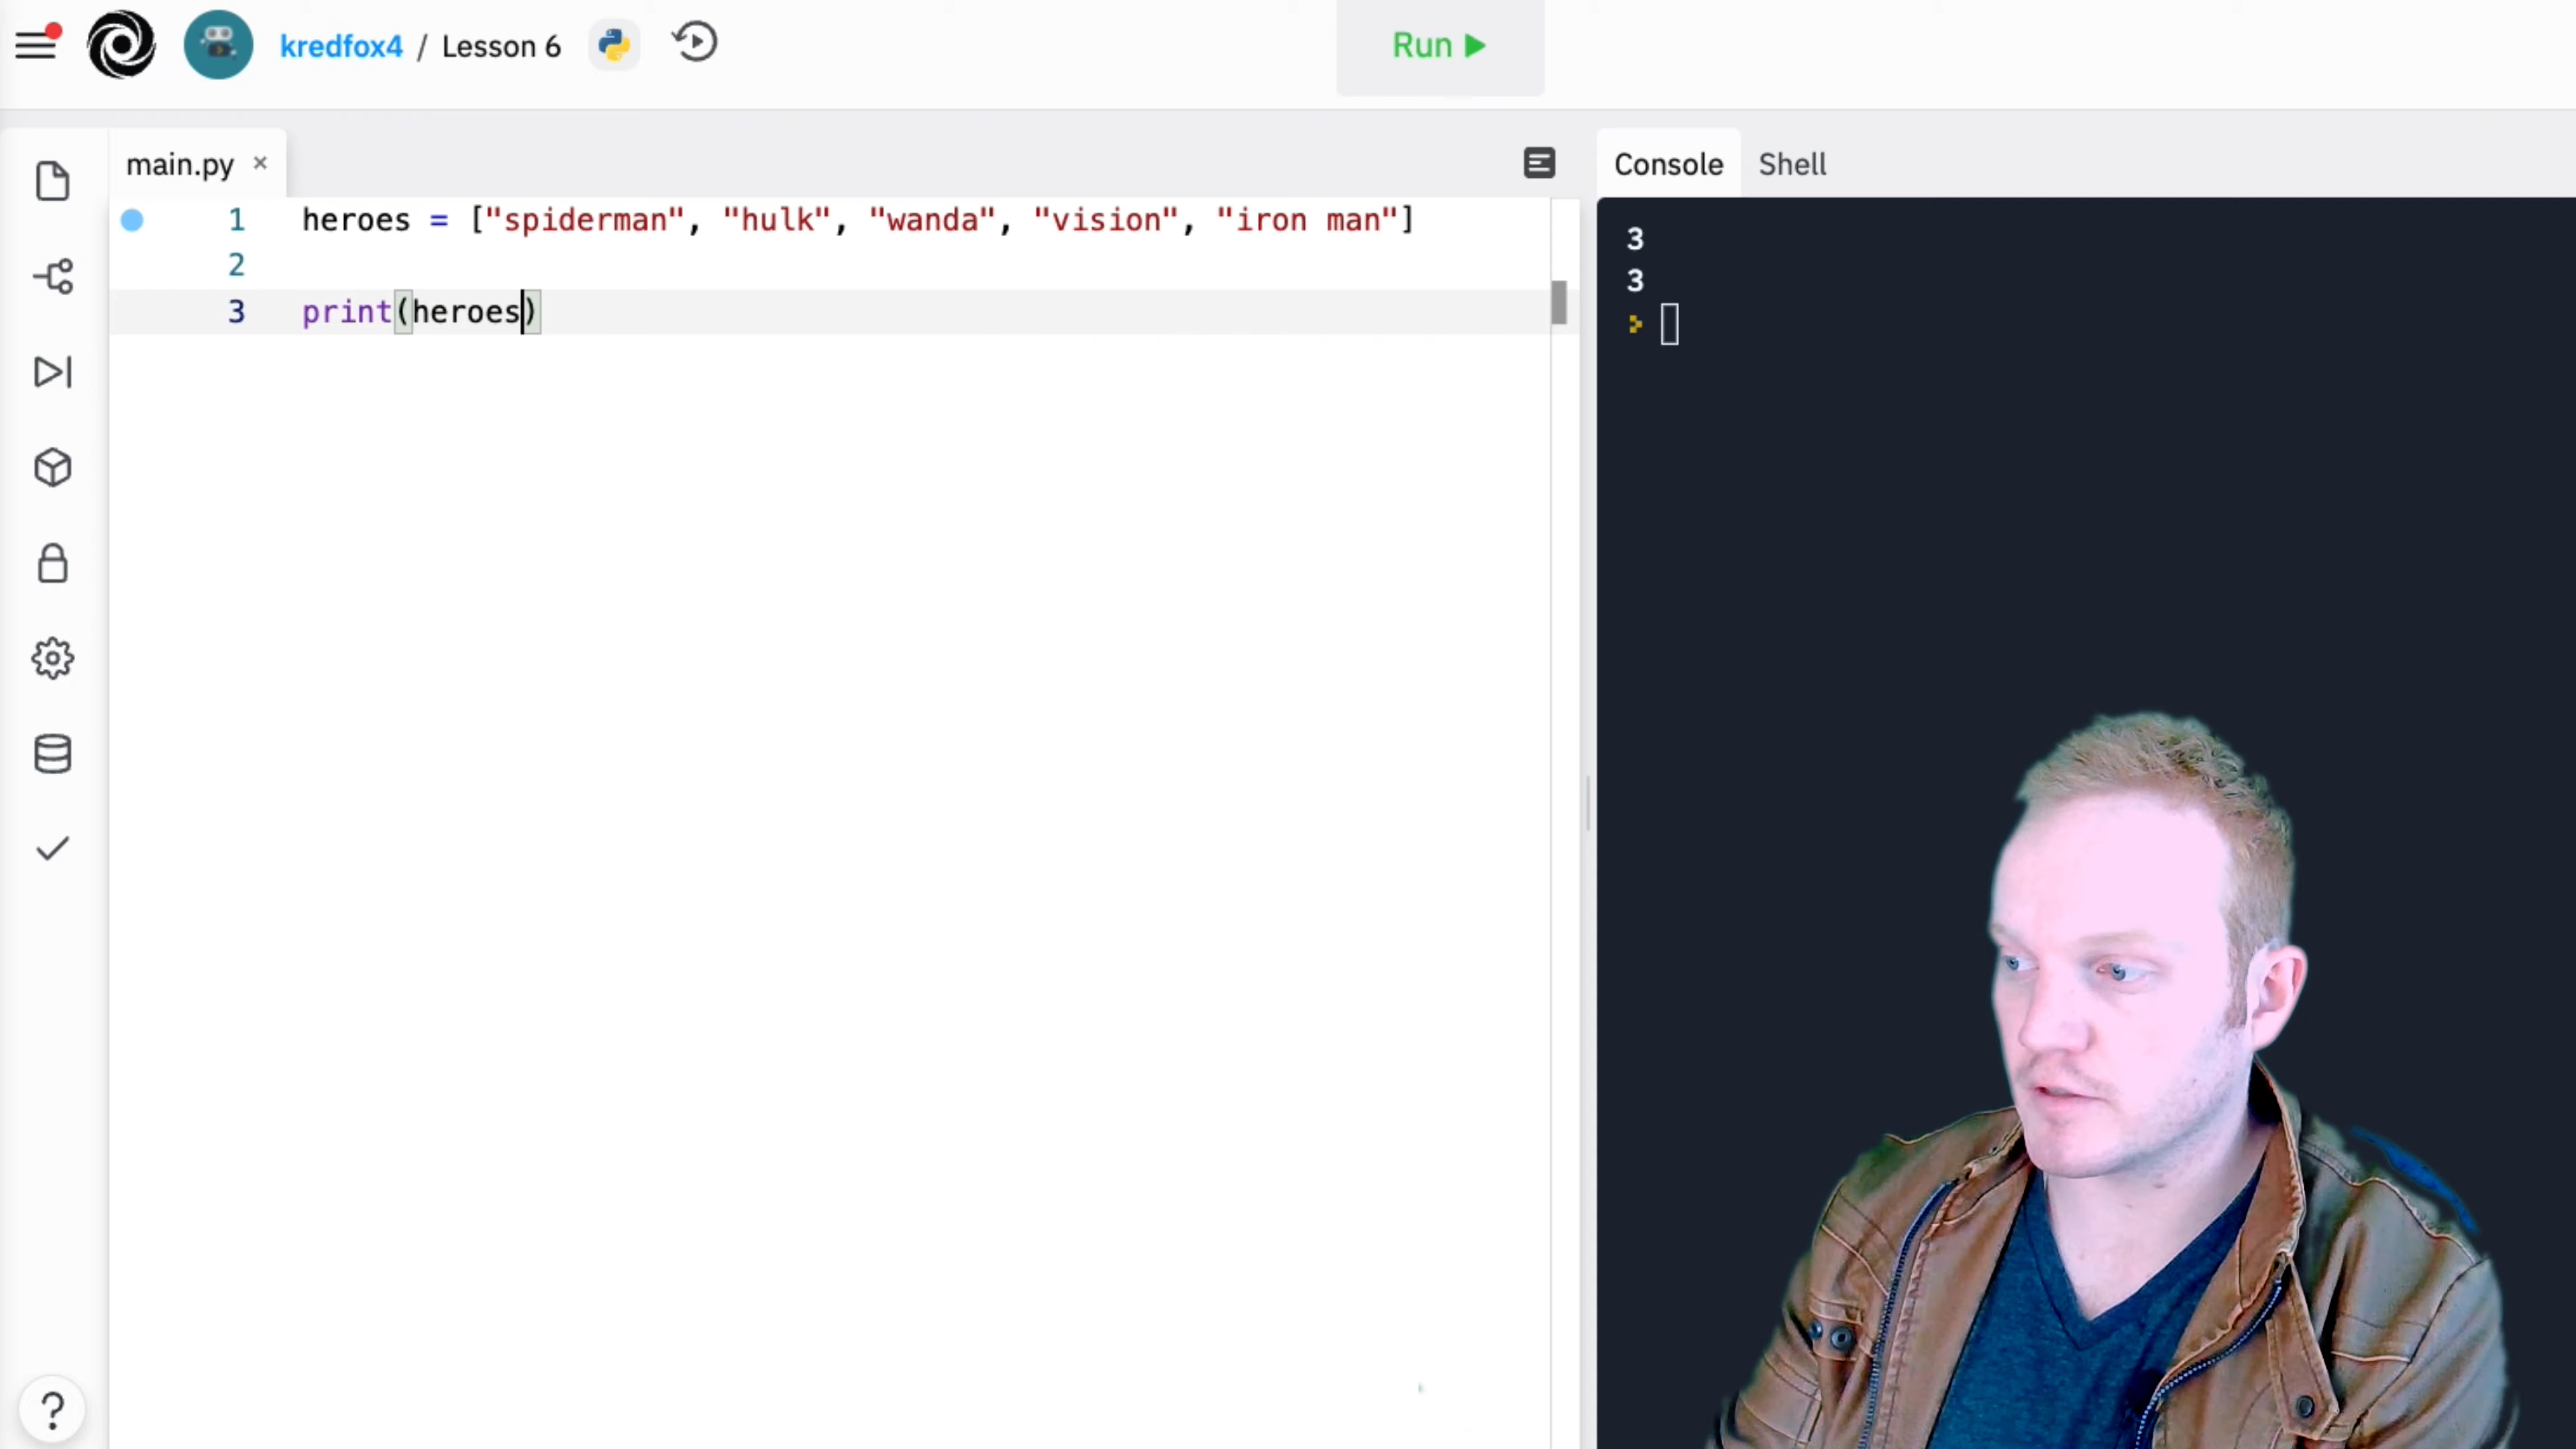 kredfox4 / Lesson 6
Run
main.py ×
Console Shell
1 heroes = ["spiderman", "hulk", "wanda", "vision", "iron man"]
2
3 print(heroes)
3
3
?